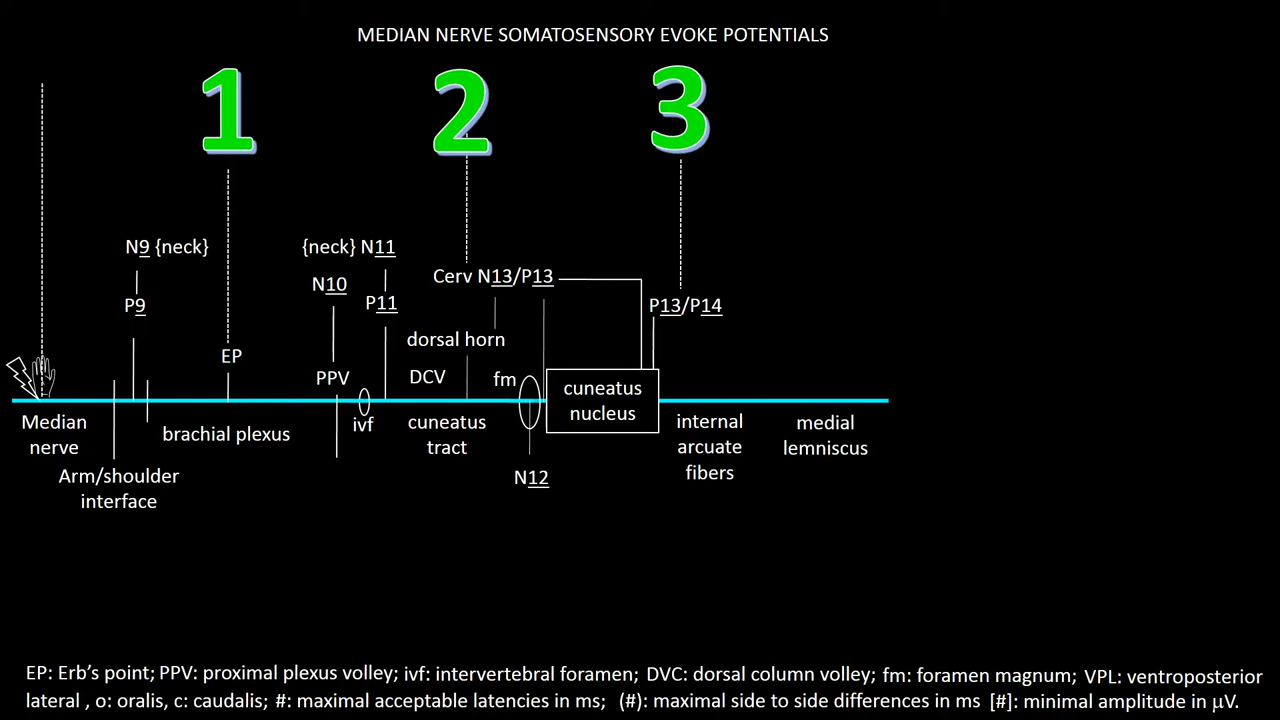 MEDIAN NERVE SOMATOSENSORY EVOKE POTENTIALS
1
2
3
N9 {neck}
{neck} N11
Cerv N13/P13
N10
P11
P9
P13/P14
dorsal horn
EP
PPV
DCV
fm
cuneatus
nucleus
Median
nerve
brachial plexus
ivf
cuneatus
tract
internal
arcuate
fibers
medial
lemniscus
Arm/shoulder
interface
N12
EP: Erb's point; PPV: proximal plexus volley; ivf: intervertebral foramen; DVC: dorsal column volley; fm: foramen magnum; VPL: ventroposterior
lateral , o: oralis, c: caudalis; #: maximal acceptable latencies in ms; (#): maximal side to side differences in ms [#]: minimal amplitude in μV.